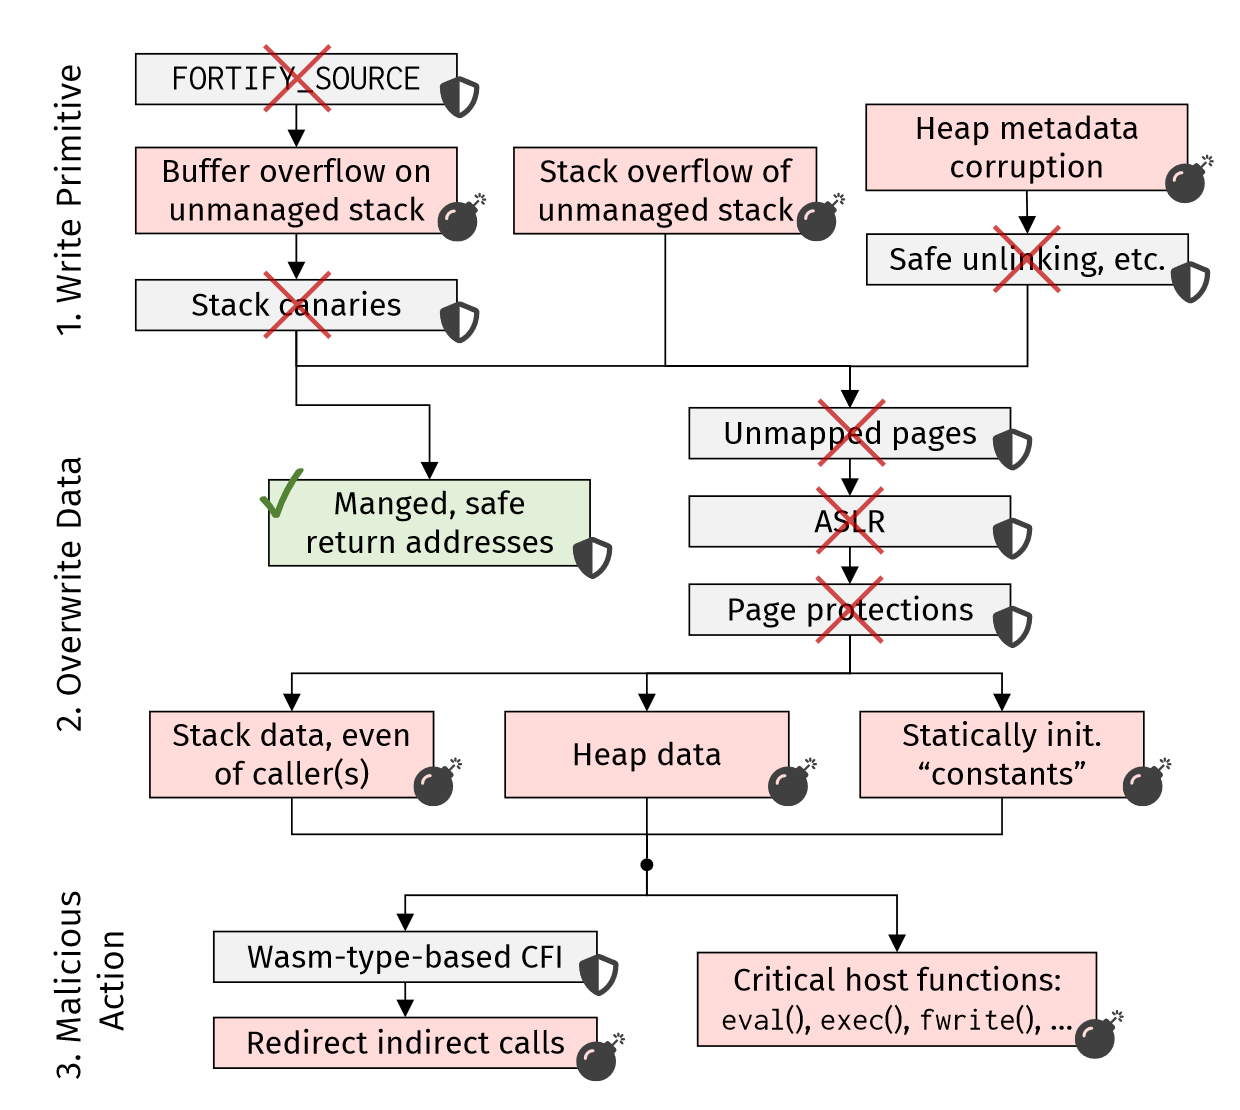 1. Write Primitive
FORTIFY_SOURCE
Buffer overflow on
unmanaged stack
Stack canaries
Stack overflow of
unmanaged stack
Heap metadata
corruption
Safe unlinking, etc.
2. Overwrite Data
Unmapped pages
ASLR
Page protections
Manged, safe
return addresses
Stack data, even
of caller(s)
Heap data
Statically init.
“constants”
3. Malicious
Action
Wasm-type-based CFI
Redirect indirect calls
Critical host functions:
eval(), exec(), fwrite(), ...